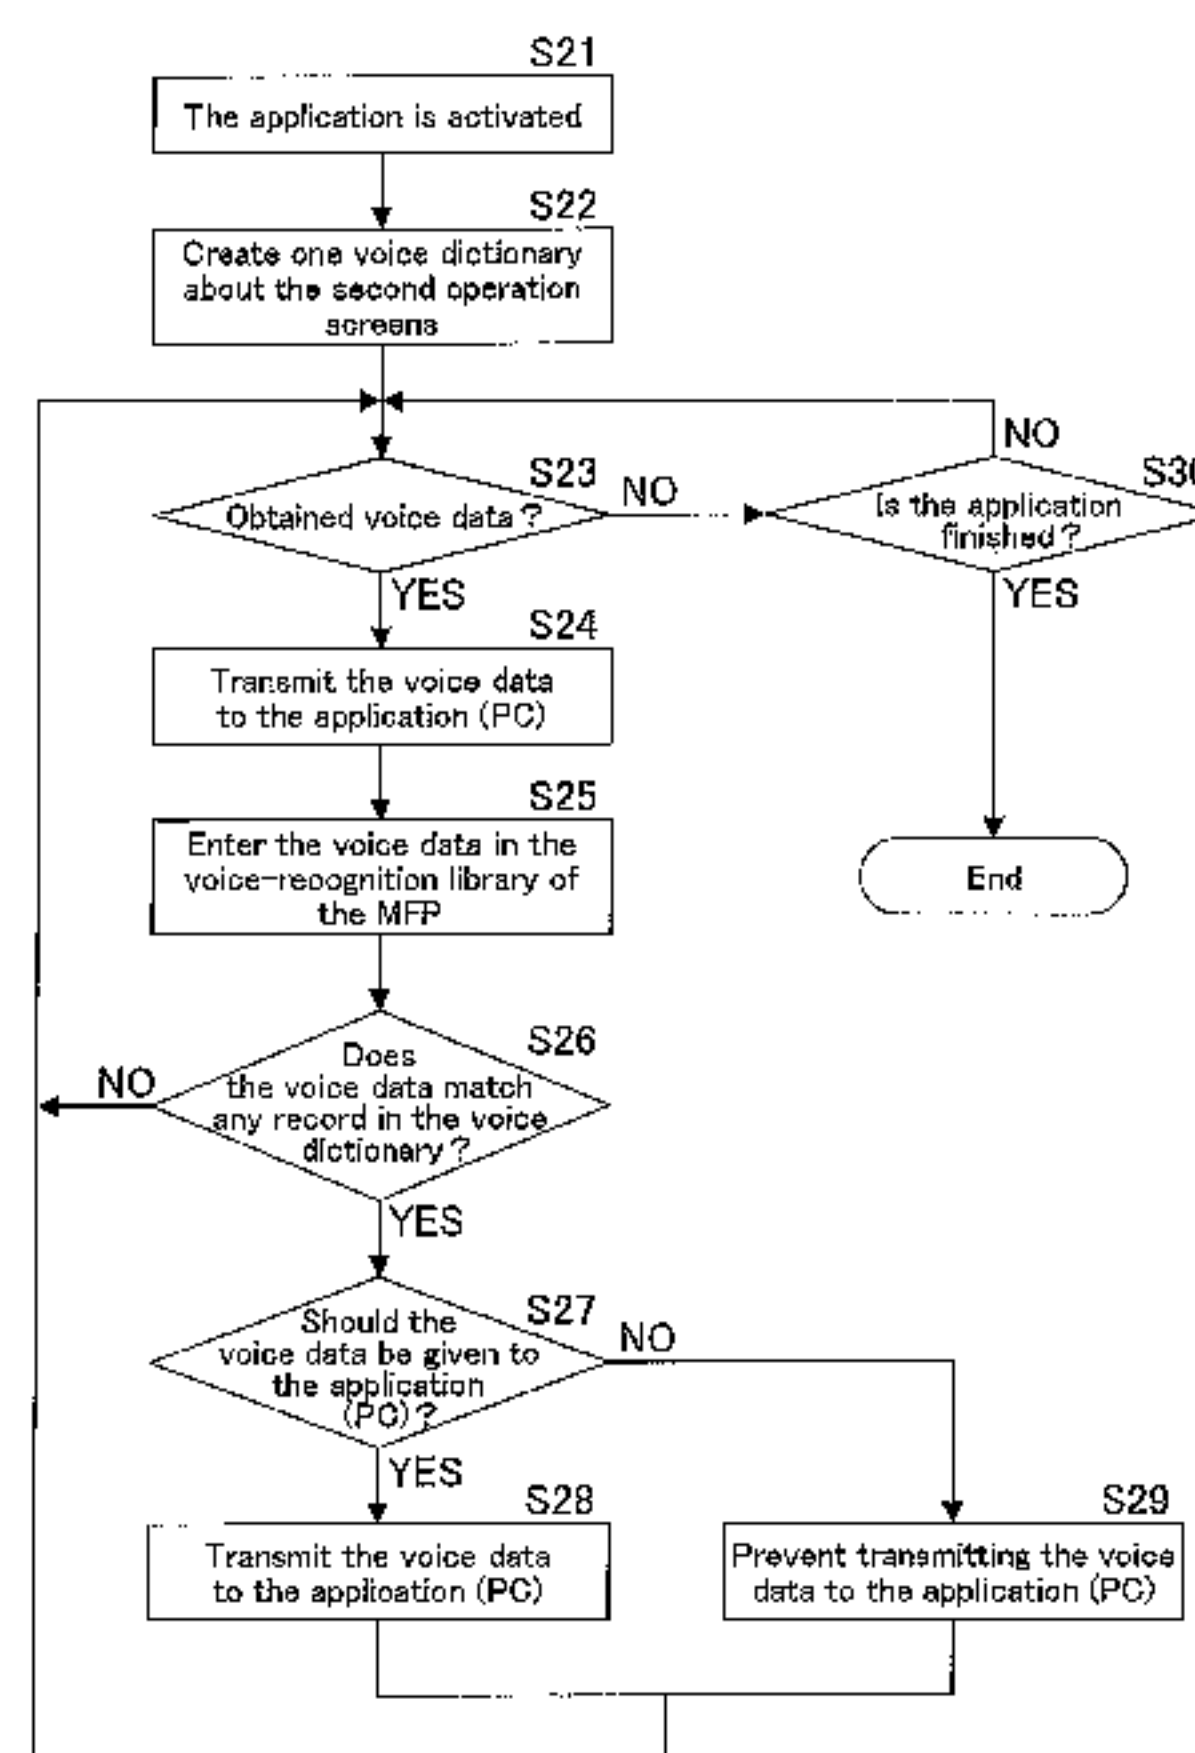 S21
The application is activated
S22
Create one voice dictionary
about the second operation
screens
NO
S23
NO
S30
Obtained voice data?
Is the application
finished?
YES
YES
S24
Transmit the voice data
to the application (PC)
S25
Enter the voice data in the
voice-recognition library of
the MFP
End
S26
Does
the voice data match
any record in the voice
dictionary?
NO
YES
S27
Should the
voice data be given to
the application
(PC)?
NO
YES
S28
S29
Transmit the voice data
to the application (PC)
Prevent transmitting the voice
data to the application (PC)